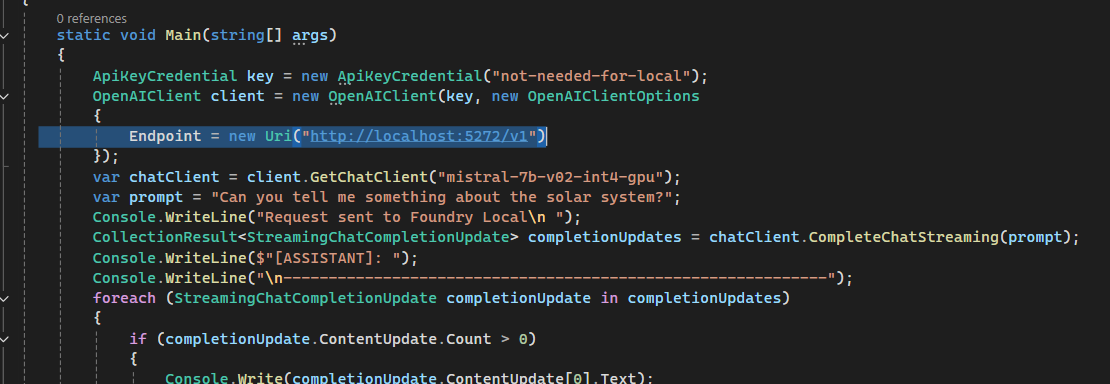 {
0 references
static void Main(string[] args)
{
ApiKeyCredential key = new ApiKeyCredential("not-needed-for-local");
OpenAIClient client = new OpenAIClient(key, new OpenAIClientOptions
{
Endpoint = new Uri("http://localhost:5272/v1")
});
var chatClient = client.GetChatClient("mistral-7b-v02-int4-gpu");
var prompt = "Can you tell me something about the solar system?";
Console.WriteLine("Request sent to Foundry Local\n ");
CollectionResult<StreamingChatCompletionUpdate> completionUpdates = chatClient.CompleteChatStreaming(prompt);
Console.WriteLine($"[ASSISTANT]: ");
Console.WriteLine("\n------------------------------------------------------------");
foreach (StreamingChatCompletionUpdate completionUpdate in completionUpdates)
{
if (completionUpdate.ContentUpdate.Count > 0)
{
Console.Write(completionUpdate.ContentUpdate[0].Text);